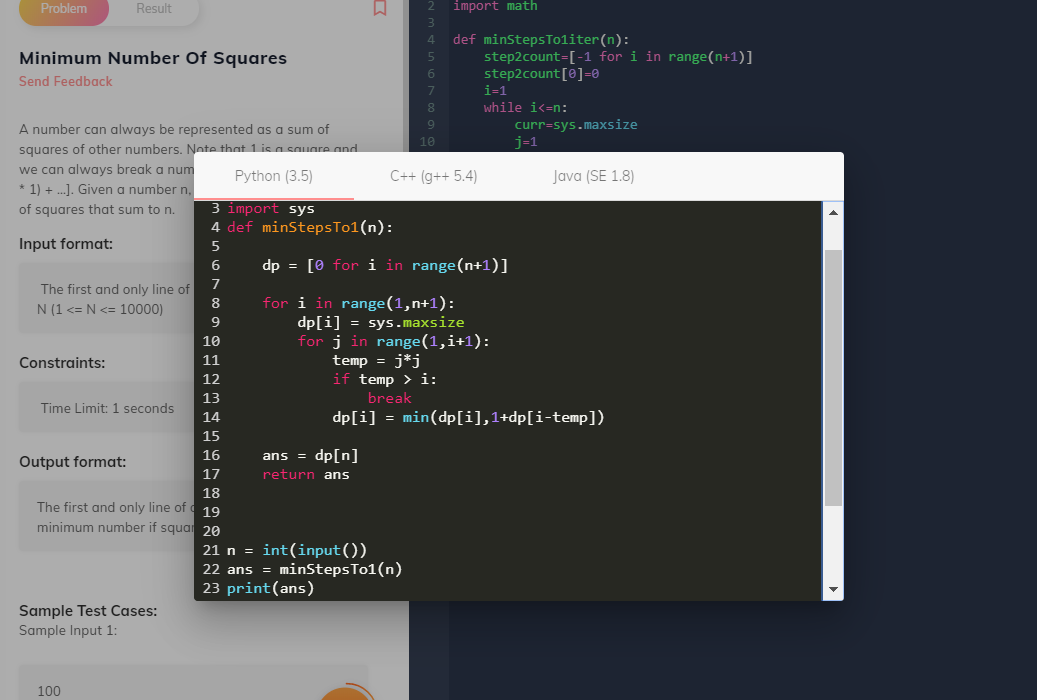 Problem
Result
Minimum Number Of Squares
Send Feedback
A number can always be represented as a sum of
squares of other numbers. Note that 1 is a square and
we can always break a num
* 1) + ...]. Given a number n,
of squares that sum to n.
Input format:
The first and only line of
N (1 <= N <= 10000)
Constraints:
Time Limit: 1 seconds
Output format:
The first and only line of
minimum number if squar
Sample Test Cases:
Sample Input 1:
100
2 import math
3
4 def minStepsTo1iter(n):
5     step2count=[-1 for i in range(n+1)]
6     step2count[0]=0
7     i=1
8     while i<=n:
9         curr=sys.maxsize
10         j=1
Python (3.5)
C++ (g++ 5.4)
Java (SE 1.8)
3 import sys
4 def minStepsTo1(n):
5
6     dp = [0 for i in range(n+1)]
7
8     for i in range(1,n+1):
9         dp[i] = sys.maxsize
10         for j in range(1,i+1):
11             temp = j*j
12             if temp > i:
13                 break
14             dp[i] = min(dp[i],1+dp[i-temp])
15
16     ans = dp[n]
17     return ans
18
19
20
21 n = int(input())
22 ans = minStepsTo1(n)
23 print(ans)